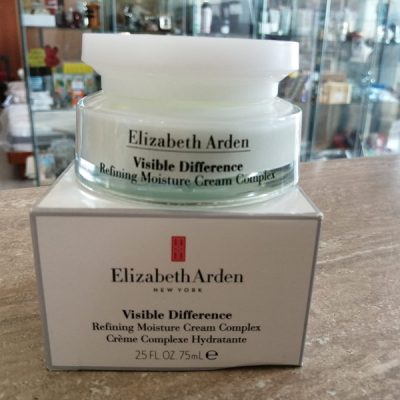 Elizabeth Arden
Visible Difference
Refining Moisture Cream Complex
Elizabeth Arden
NEW YORK
Visible Difference
Refining Moisture Cream Complex
Crème Complexe Hydratante
2.5 FL. OZ. 75mL e